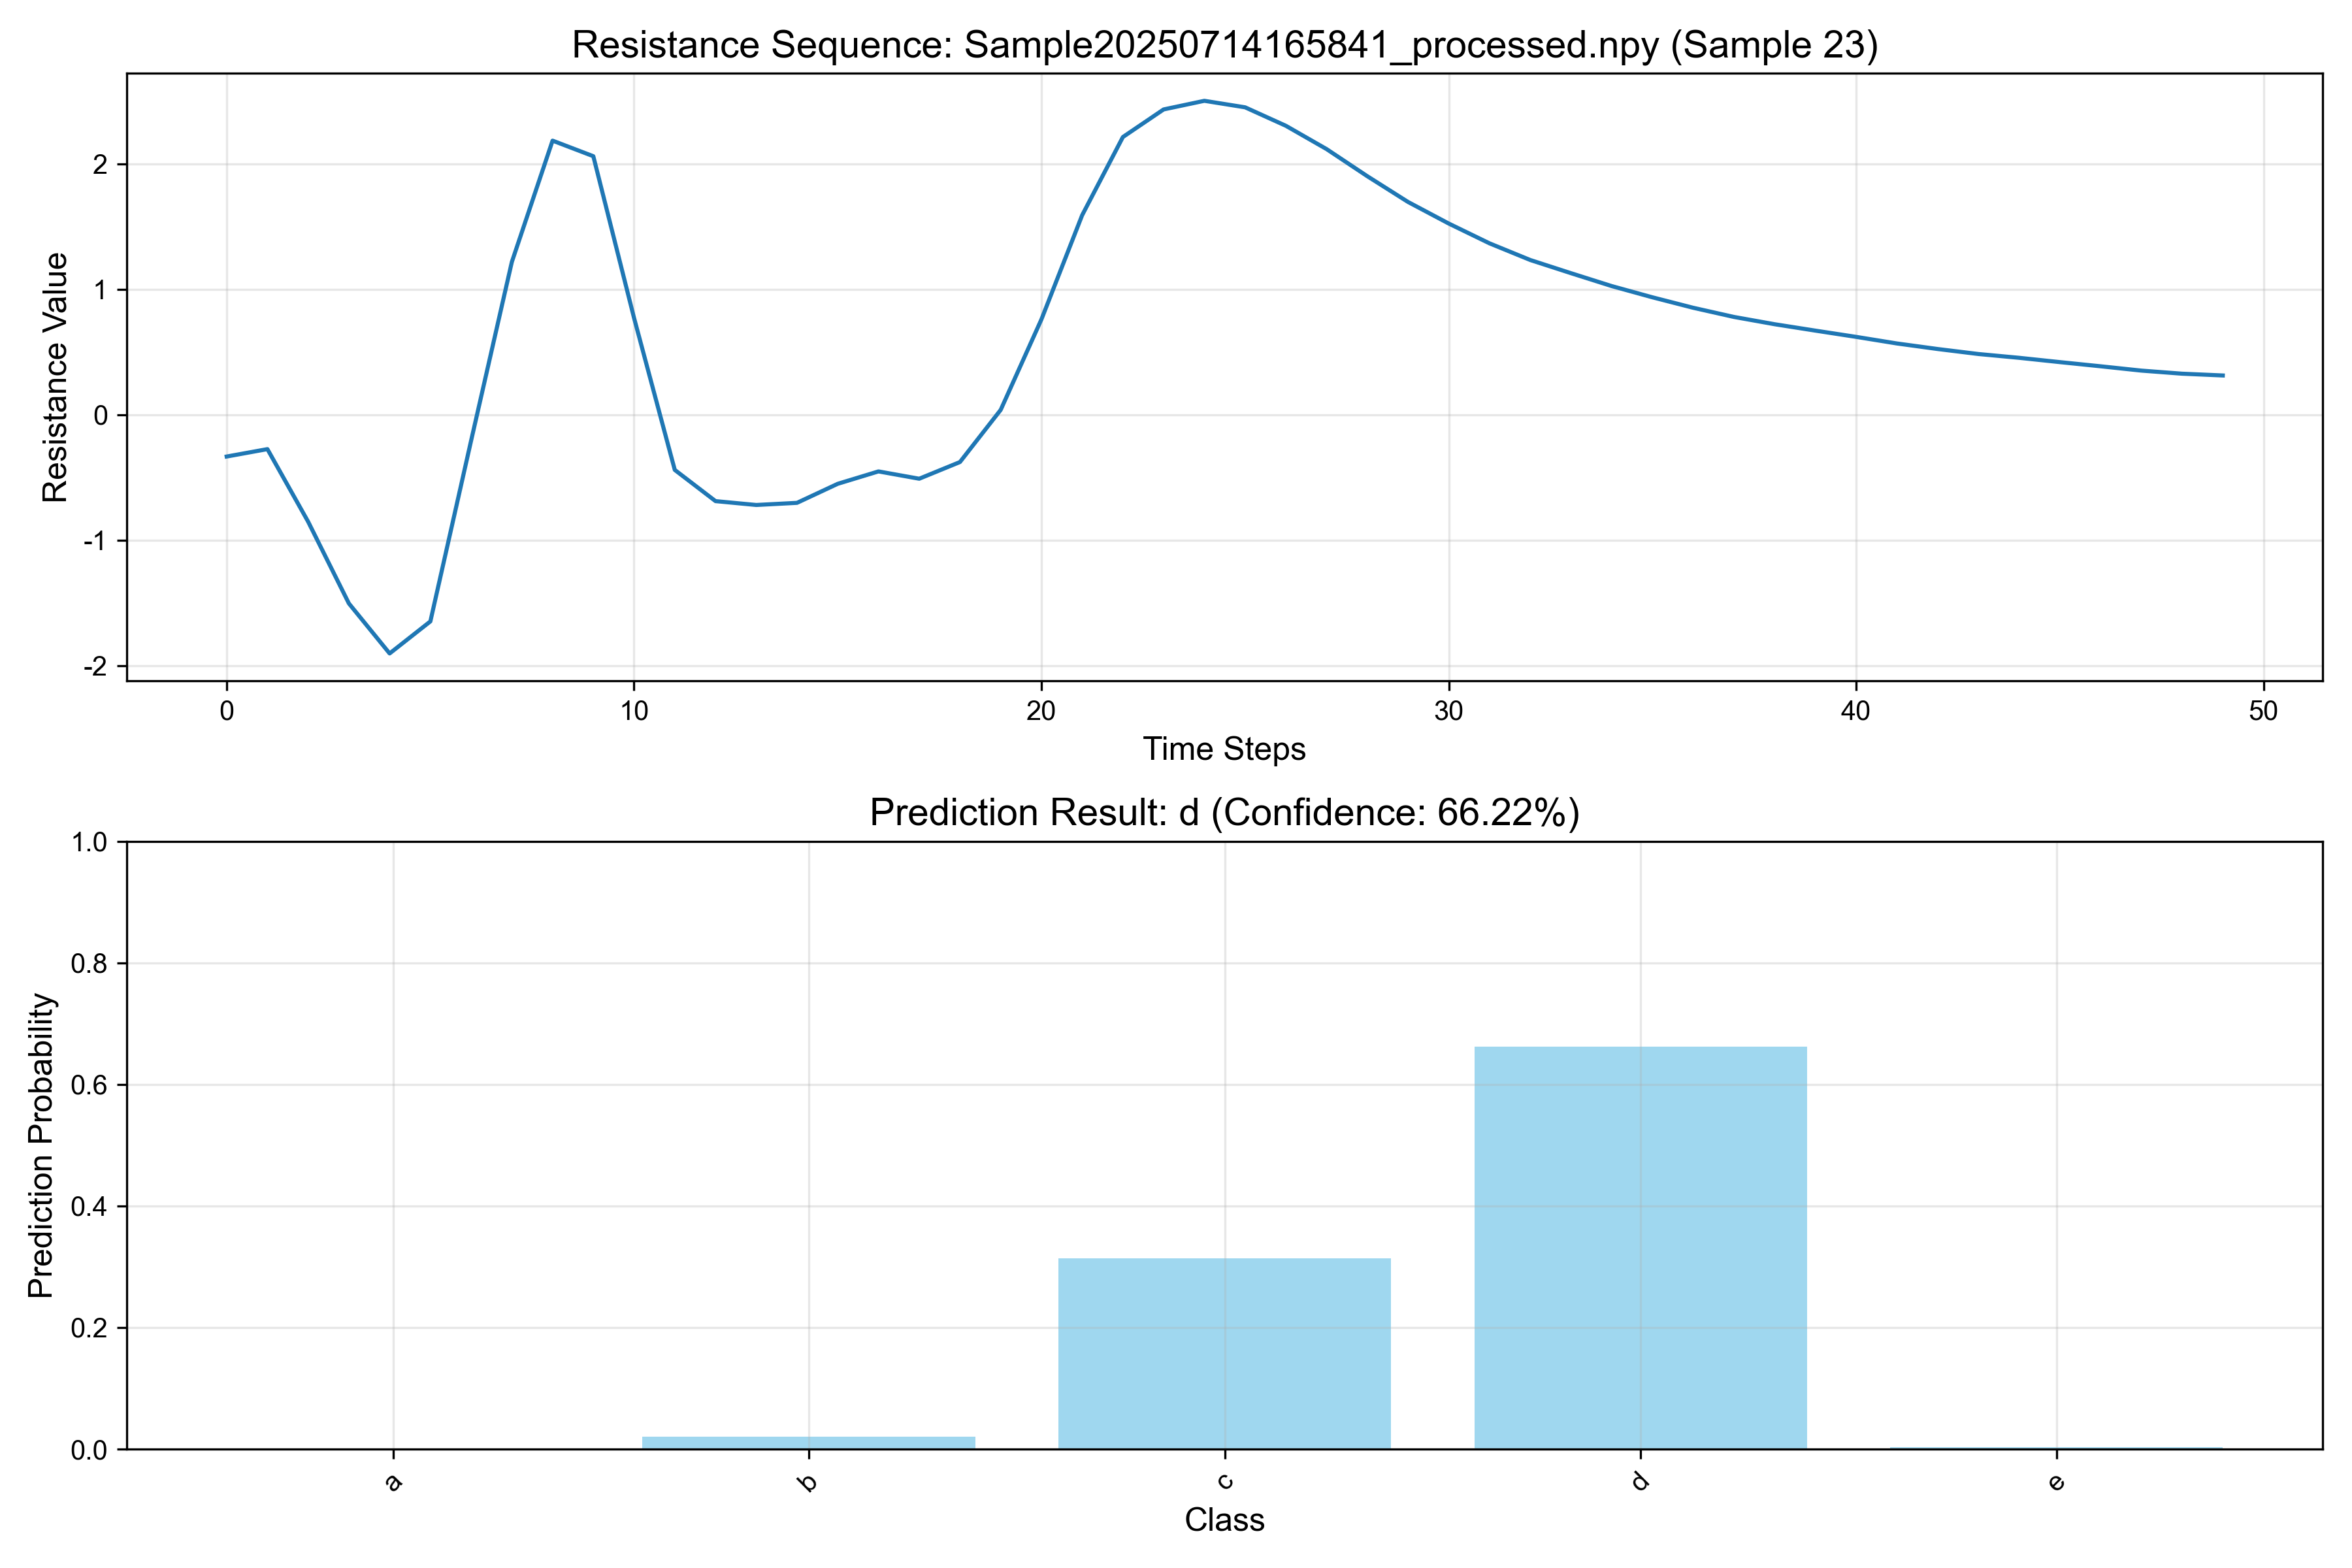 Resistance Sequence: Sample20250714165841_processed.npy (Sample 23)
Resistance Value
2
1
0
-1
-2
0 10 20 30 40 50
Time Steps
Prediction Result: d (Confidence: 66.22%)
Prediction Probability
1.0
0.8
0.6
0.4
0.2
0.0
a b c d e
Class